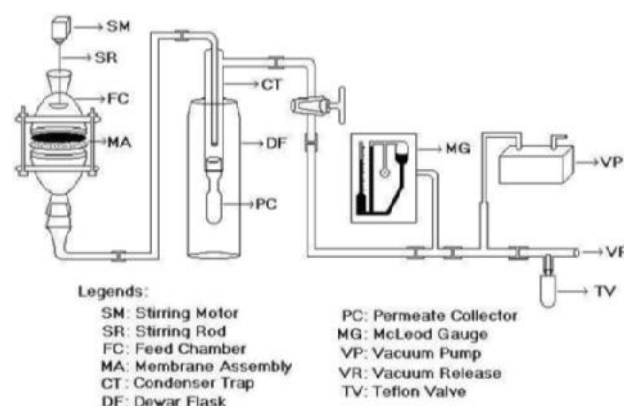 SM
SR
FC
MA
CT
DF
PC
MG
VP
VR
TV
Legends:
SM: Stirring Motor
SR: Stirring Rod
FC: Feed Chamber
MA: Membrane Assembly
CT: Condenser Trap
DF: Dewar Flask
PC: Permeate Collector
MG: McLeod Gauge
VP: Vacuum Pump
VR: Vacuum Release
TV: Teflon Valve